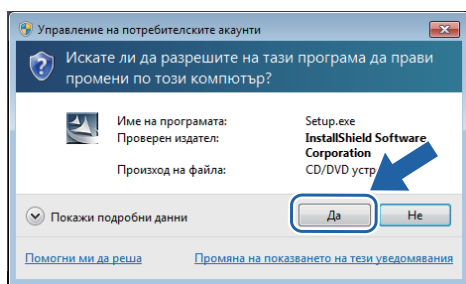 Управление на потребителските акаунти
Искате ли да разрешите на тази програма да прави
промени по този компютър?
Име на програмата: Setup.exe
Проверен издател: InstallShield Software
Corporation
Произход на файла: CD/DVD устр
Покажи подробни данни
Да Не
Помогни ми да реша Промяна на показването на тези уведомявания